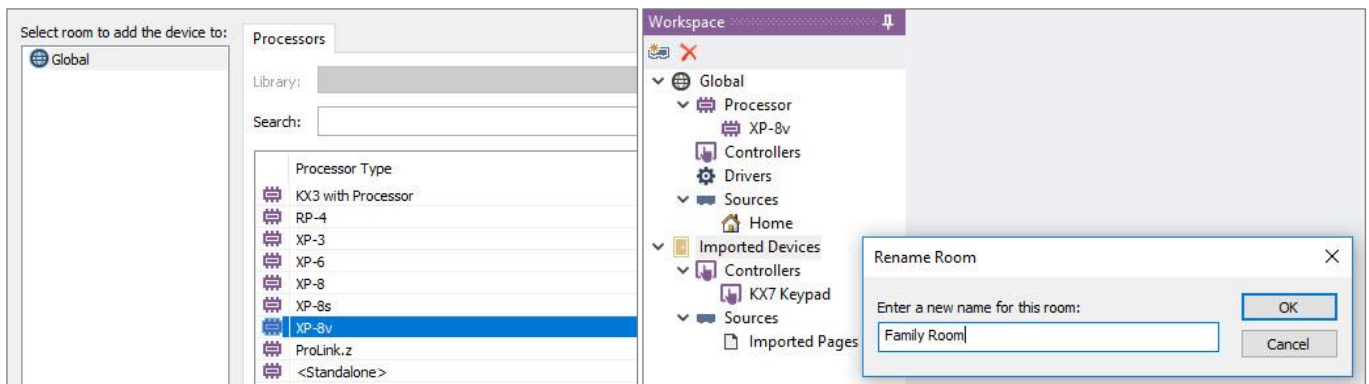 Select room to add the device to:
Global
Processors
Library:
Search:
Processor Type
KX3 with Processor
RP-4
XP-3
XP-6
XP-8
XP-8s
XP-8v
ProLink.z
<Standalone>
Workspace
Global
Processor
XP-8v
Controllers
Drivers
Sources
Home
Imported Devices
Controllers
KX7 Keypad
Sources
Imported Pages
Rename Room
Enter a new name for this room:
Family Room
OK
Cancel